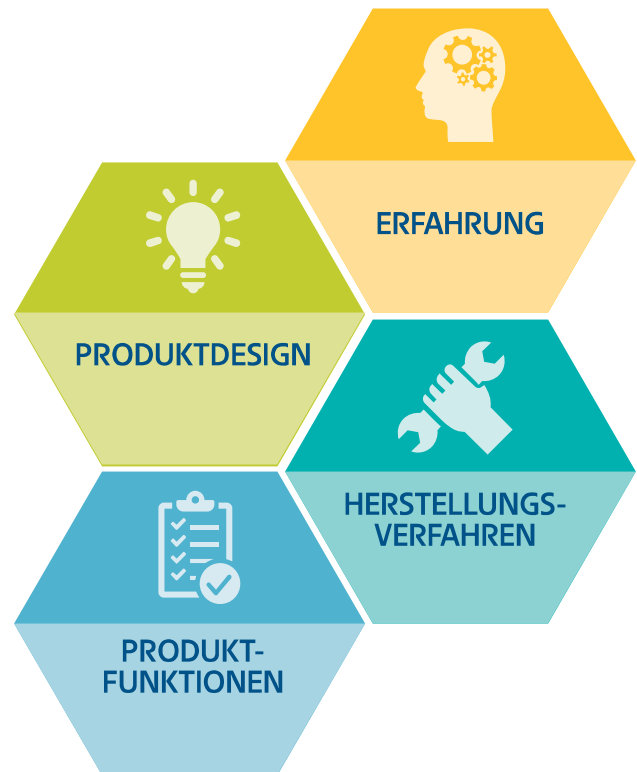 ERFAHRUNG
PRODUKTDESIGN
HERSTELLUNGS-
VERFAHREN
PRODUKT-
FUNKTIONEN